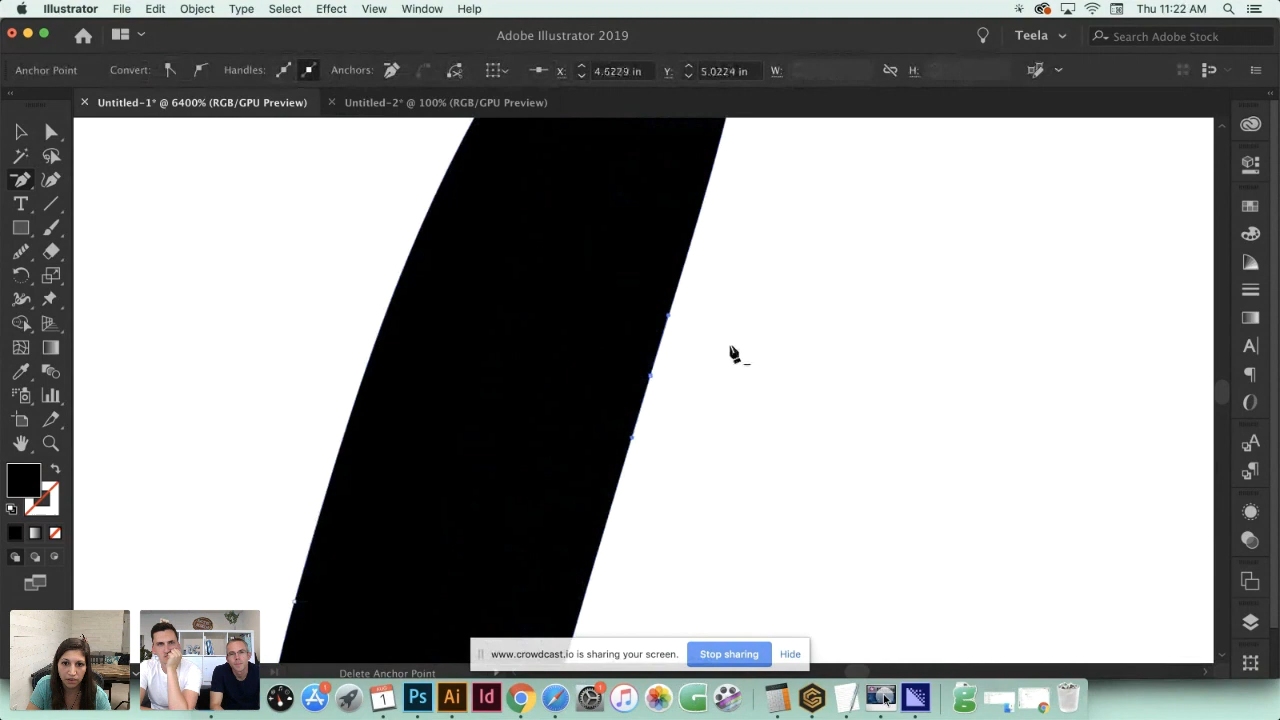 Illustrator File Edit Object Type Select Effect View Window Help Thu 11:22 AM
Adobe Illustrator 2019 Teela Search Adobe Stock
Anchor Point Convert: Handles: Anchors: X: 4.6229 in Y: 5.0224 in W: H:
Untitled-1* @ 6400% (RGB/GPU Preview) Untitled-2* @ 100% (RGB/GPU Preview)
www.crowdcast.io is sharing your screen. Stop sharing Hide
Delete Anchor Point
Ps Ai Id